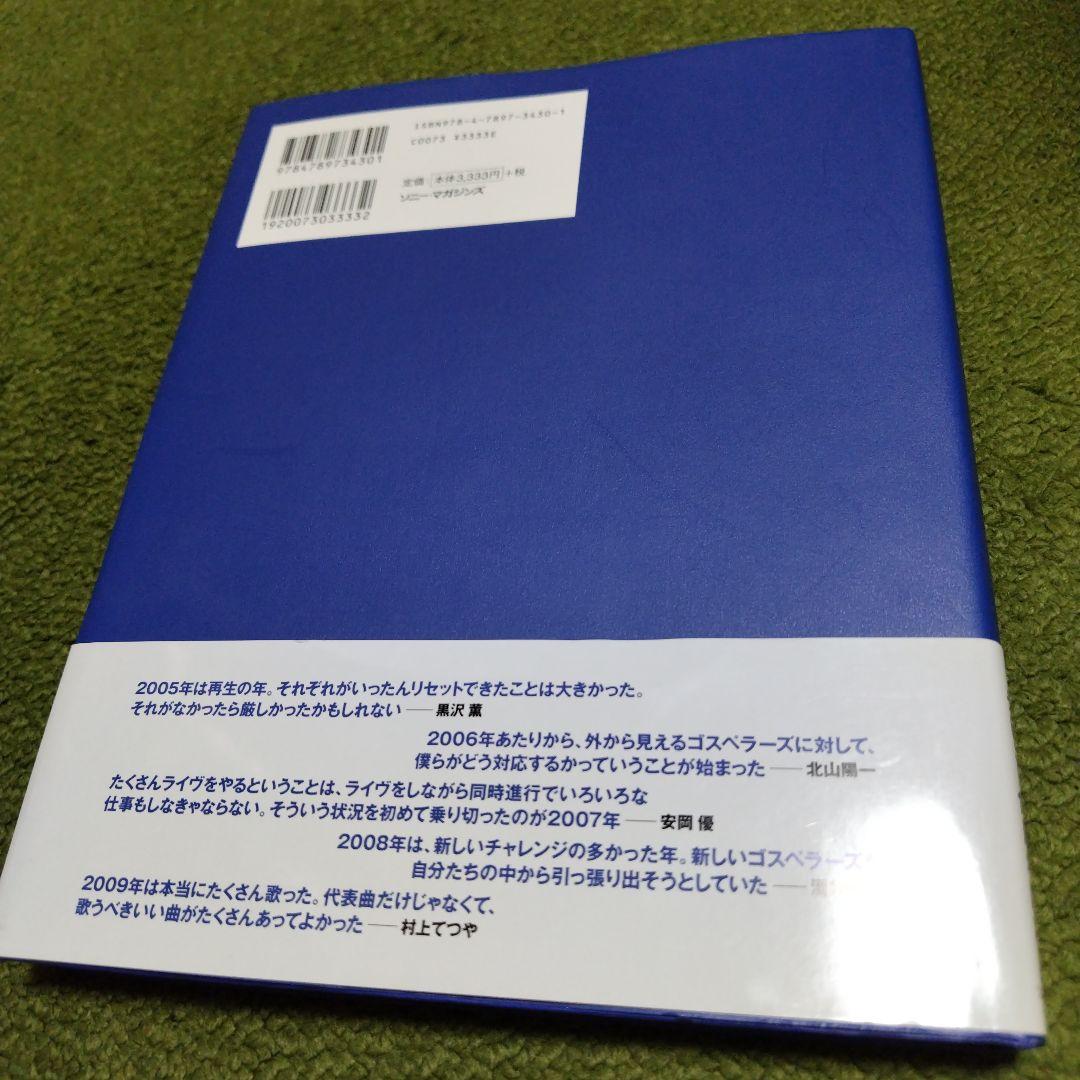 ISBN978-4-7897-3430-1
C0073 ¥3333E
定価 本体3,333円 +税
ソニー・マガジンズ
9784789734301
1920073033332
2005年は再生の年。それぞれがいったんリセットできたことは大きかった。
それがなかったら厳しかったかもしれない——黒沢 薫
2006年あたりから、外から見えるゴスペラーズに対して、
僕らがどう対応するかっていうことが始まった——北山陽一
たくさんライヴをやるということは、ライヴをしながら同時進行でいろいろな
仕事もしなきゃならない。そういう状況を初めて乗り切ったのが2007年——安岡 優
2008年は、新しいチャレンジの多かった年。新しいゴスペラーズ
自分たちの中から引っ張り出そうとしていた——
2009年は本当にたくさん歌った。代表曲だけじゃなくて、
歌うべきいい曲がたくさんあってよかった——村上てつや